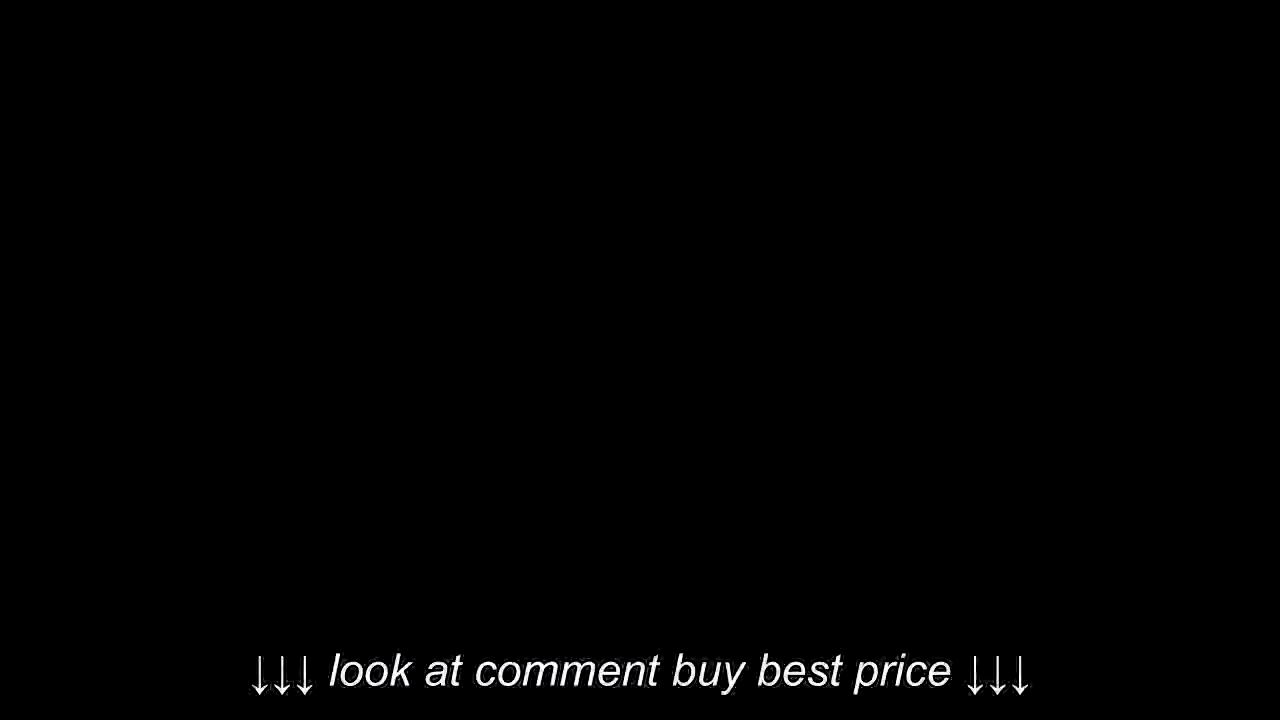 ↓↓↓ look at comment buy best price ↓↓↓